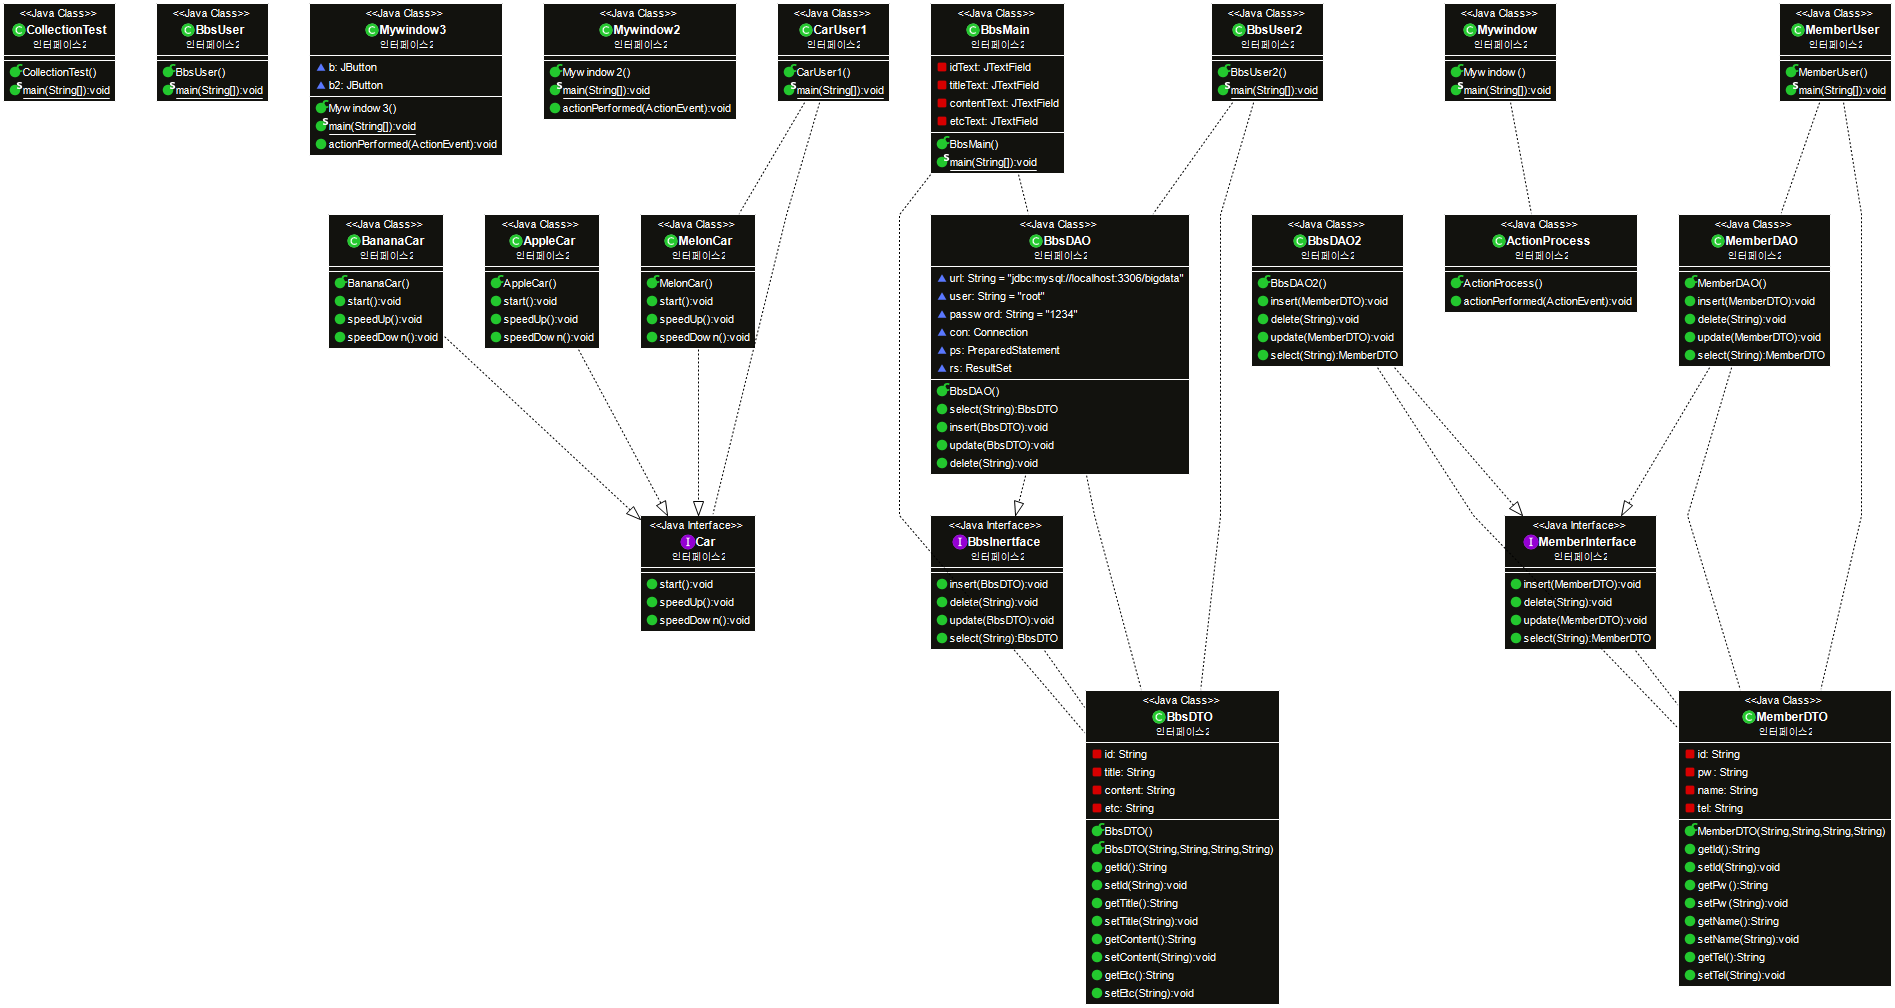 <<Java Class>>
CollectionTest
인터페이스2
CollectionTest()
main(String[]):void
<<Java Class>>
BbsUser
인터페이스2
BbsUser()
main(String[]):void
<<Java Class>>
Mywindow3
인터페이스2
b: JButton
b2: JButton
Mywindow3()
main(String[]):void
actionPerformed(ActionEvent):void
<<Java Class>>
Mywindow2
인터페이스2
Mywindow2()
main(String[]):void
actionPerformed(ActionEvent):void
<<Java Class>>
CarUser1
인터페이스2
CarUser1()
main(String[]):void
<<Java Class>>
BbsMain
인터페이스2
idText: JTextField
titleText: JTextField
contentText: JTextField
etcText: JTextField
BbsMain()
main(String[]):void
<<Java Class>>
BbsUser2
인터페이스2
BbsUser2()
main(String[]):void
<<Java Class>>
Mywindow
인터페이스2
Mywindow()
main(String[]):void
<<Java Class>>
MemberUser
인터페이스2
MemberUser()
main(String[]):void
<<Java Class>>
BananaCar
인터페이스2
BananaCar()
start():void
speedUp():void
speedDown():void
<<Java Class>>
AppleCar
인터페이스2
AppleCar()
start():void
speedUp():void
speedDown():void
<<Java Class>>
MelonCar
인터페이스2
MelonCar()
start():void
speedUp():void
speedDown():void
<<Java Class>>
BbsDAO
인터페이스2
url: String = "jdbc:mysql://localhost:3306/bigdata"
user: String = "root"
password: String = "1234"
con: Connection
ps: PreparedStatement
rs: ResultSet
BbsDAO()
select(String):BbsDTO
insert(BbsDTO):void
update(BbsDTO):void
delete(String):void
<<Java Class>>
BbsDAO2
인터페이스2
BbsDAO2()
insert(MemberDTO):void
delete(String):void
update(MemberDTO):void
select(String):MemberDTO
<<Java Class>>
ActionProcess
인터페이스2
ActionProcess()
actionPerformed(ActionEvent):void
<<Java Class>>
MemberDAO
인터페이스2
MemberDAO()
insert(MemberDTO):void
delete(String):void
update(MemberDTO):void
select(String):MemberDTO
<<Java Interface>>
Car
인터페이스2
start():void
speedUp():void
speedDown():void
<<Java Interface>>
BbsInertface
인터페이스2
insert(BbsDTO):void
delete(String):void
update(BbsDTO):void
select(String):BbsDTO
<<Java Interface>>
MemberInterface
인터페이스2
insert(MemberDTO):void
delete(String):void
update(MemberDTO):void
select(String):MemberDTO
<<Java Class>>
BbsDTO
인터페이스2
id: String
title: String
content: String
etc: String
BbsDTO()
BbsDTO(String,String,String,String)
getId():String
setId(String):void
getTitle():String
setTitle(String):void
getContent():String
setContent(String):void
getEtc():String
setEtc(String):void
<<Java Class>>
MemberDTO
인터페이스2
id: String
pw: String
name: String
tel: String
MemberDTO(String,String,String,String)
getId():String
setId(String):void
getPw():String
setPw(String):void
getName():String
setName(String):void
getTel():String
setTel(String):void